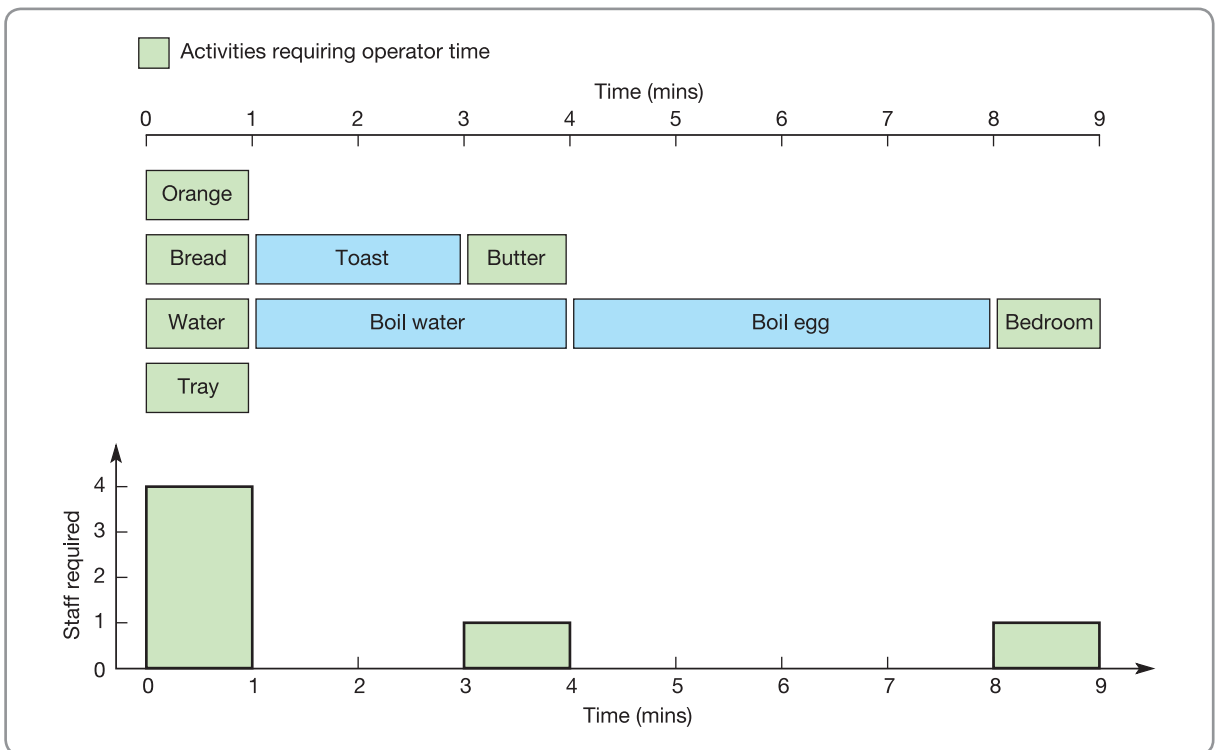 Activities requiring operator time
Time (mins)
0 1 2 3 4 5 6 7 8 9
Orange
Bread Toast Butter
Water Boil water Boil egg Bedroom
Tray
Staff required
4
3
2
1
0
0 1 2 3 4 5 6 7 8 9
Time (mins)